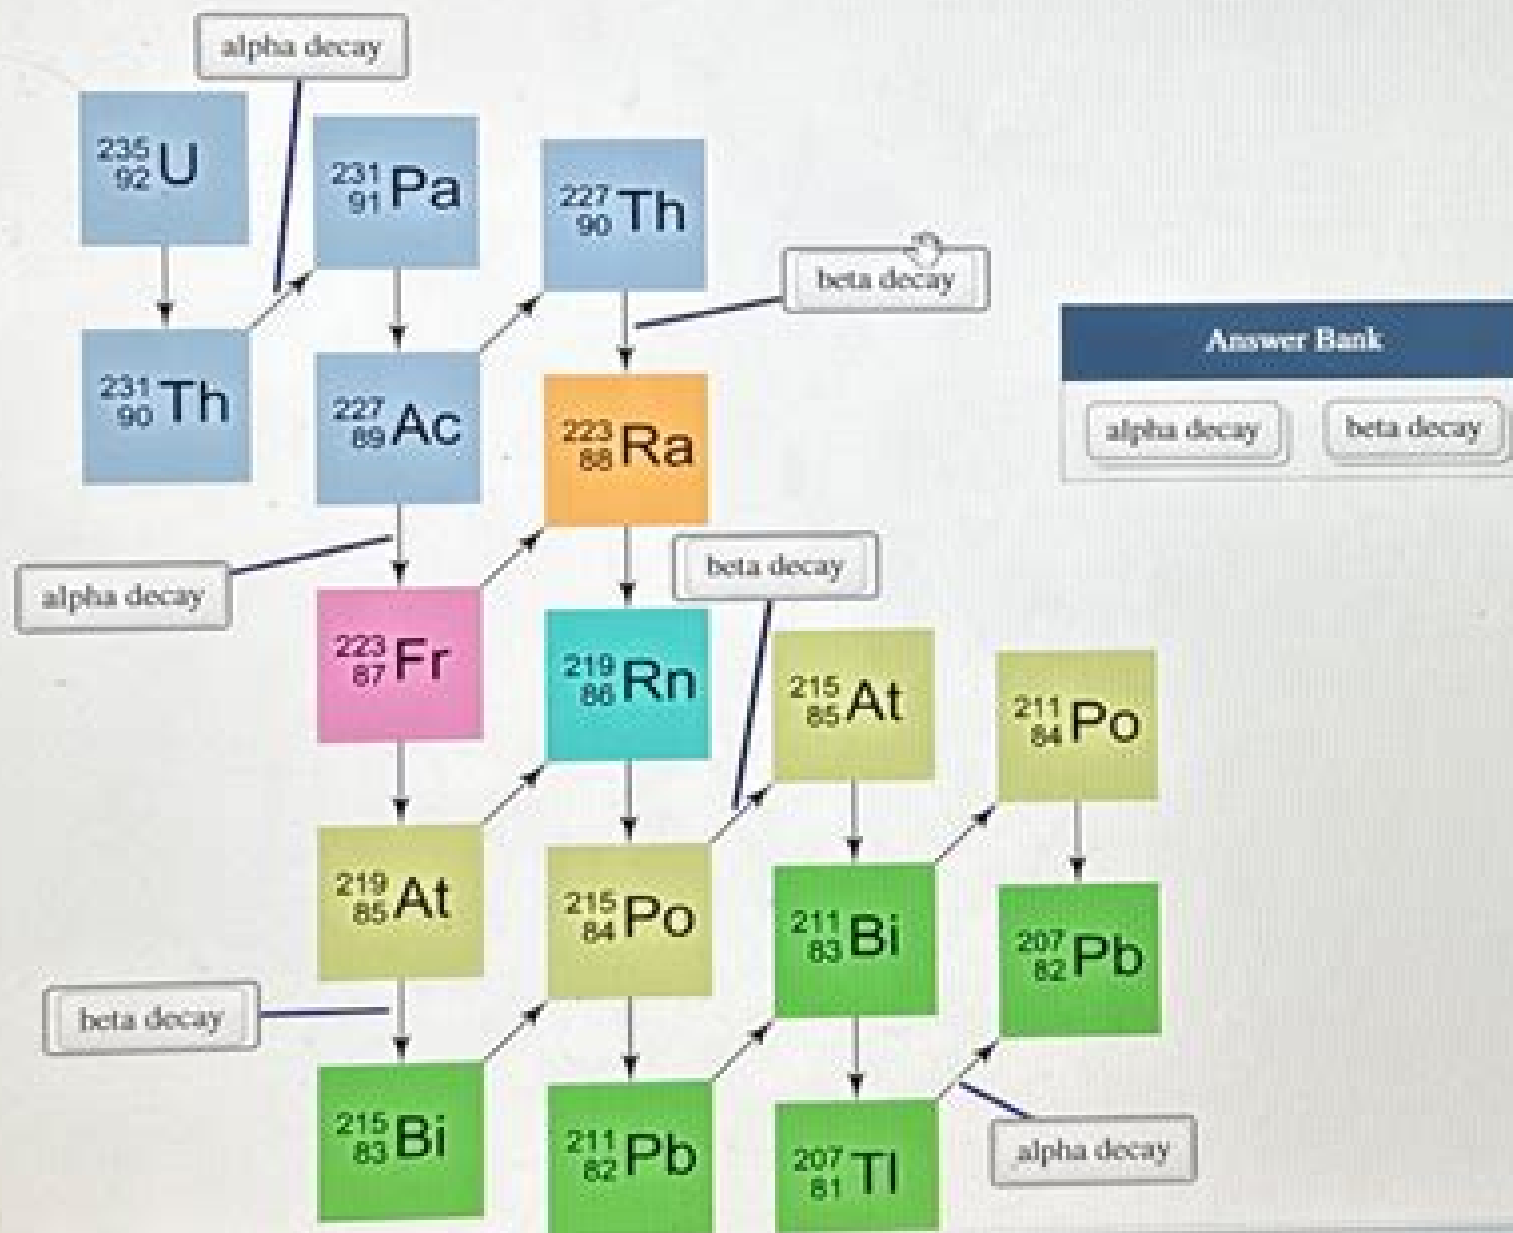 alpha decay
235
92 U
231
91 Pa
227
90 Th
beta decay
Answer Bank
alpha decay
beta decay
231
90 Th
227
89 Ac
223
88 Ra
alpha decay
beta decay
223
87 Fr
219
86 Rn
215
85 At
211
84 Po
219
85 At
215
84 Po
211
83 Bi
207
82 Pb
beta decay
215
83 Bi
211
82 Pb
207
81 Tl
alpha decay